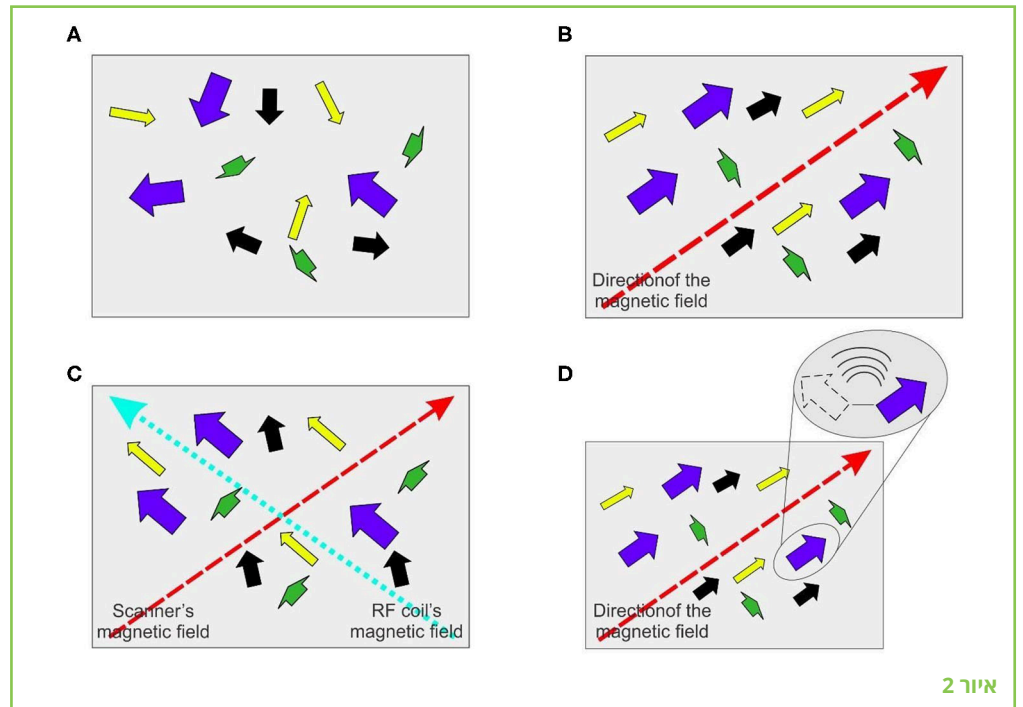 A
B
Directionof the
magnetic field
C
Scanner's
magnetic field
RF coil's
magnetic field
D
Directionof the
magnetic field
איור 2